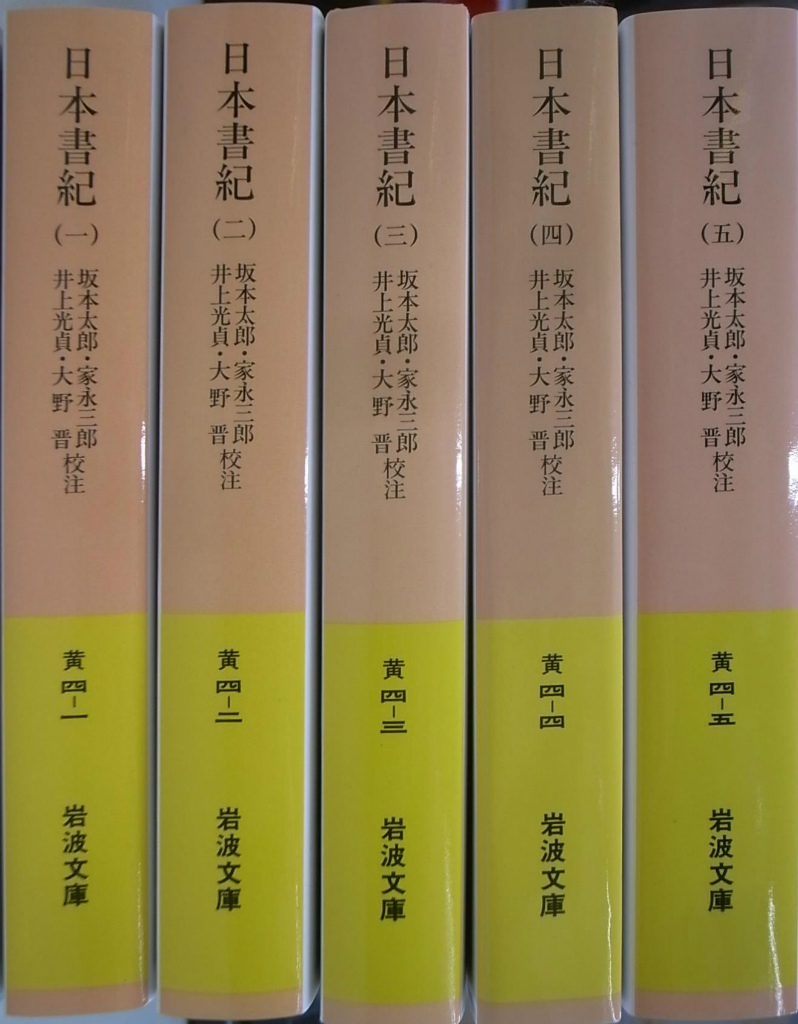 日本書紀
(一)
坂本太郎・家永三郎
井上光貞・大野 晋
校注
黄 四-一
岩波文庫
日本書紀
(二)
坂本太郎・家永三郎
井上光貞・大野 晋
校注
黄 四-二
岩波文庫
日本書紀
(三)
坂本太郎・家永三郎
井上光貞・大野 晋
校注
黄 四-三
岩波文庫
日本書紀
(四)
坂本太郎・家永三郎
井上光貞・大野 晋
校注
黄 四-四
岩波文庫
日本書紀
(五)
坂本太郎・家永三郎
井上光貞・大野 晋
校注
黄 四-五
岩波文庫